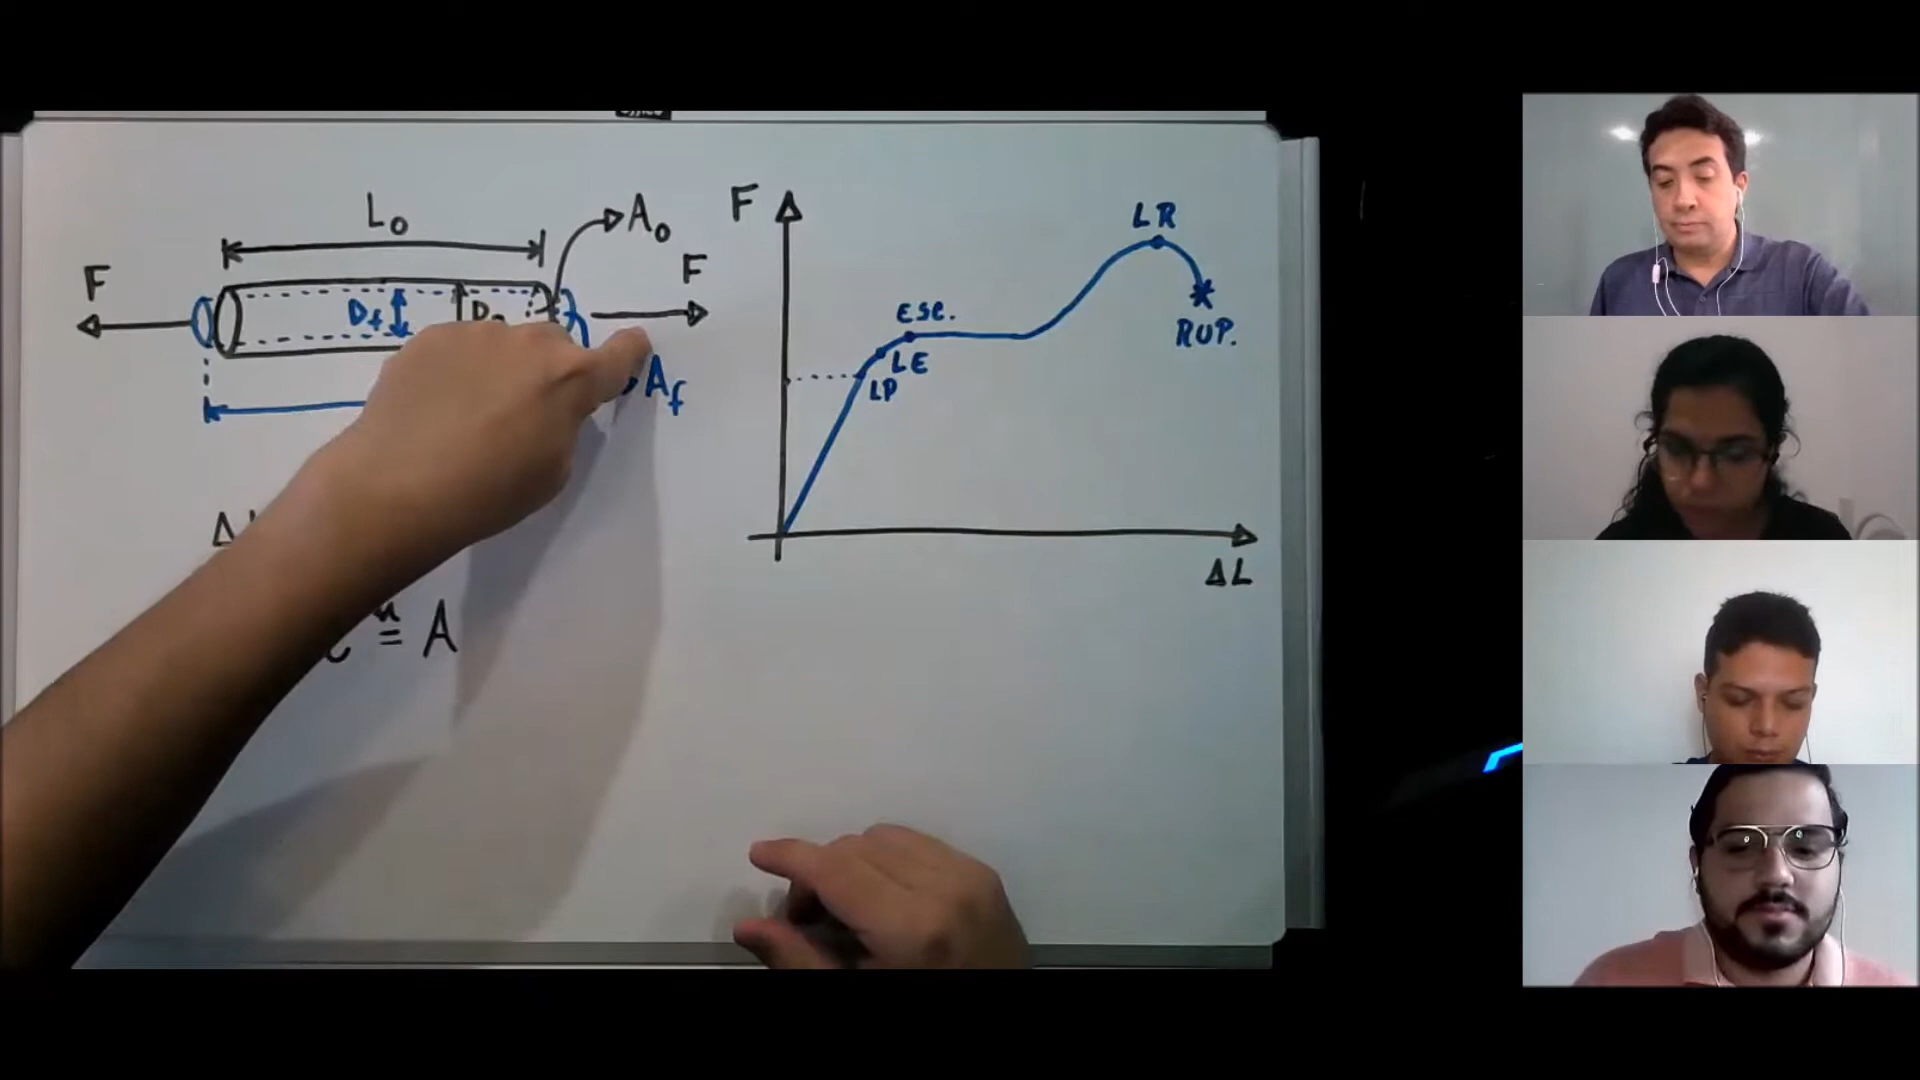 L₀
A₀
F
F
D_f
A_f
Δ
= A
F
LR
ESC.
LE
LP
RUP.
ΔL